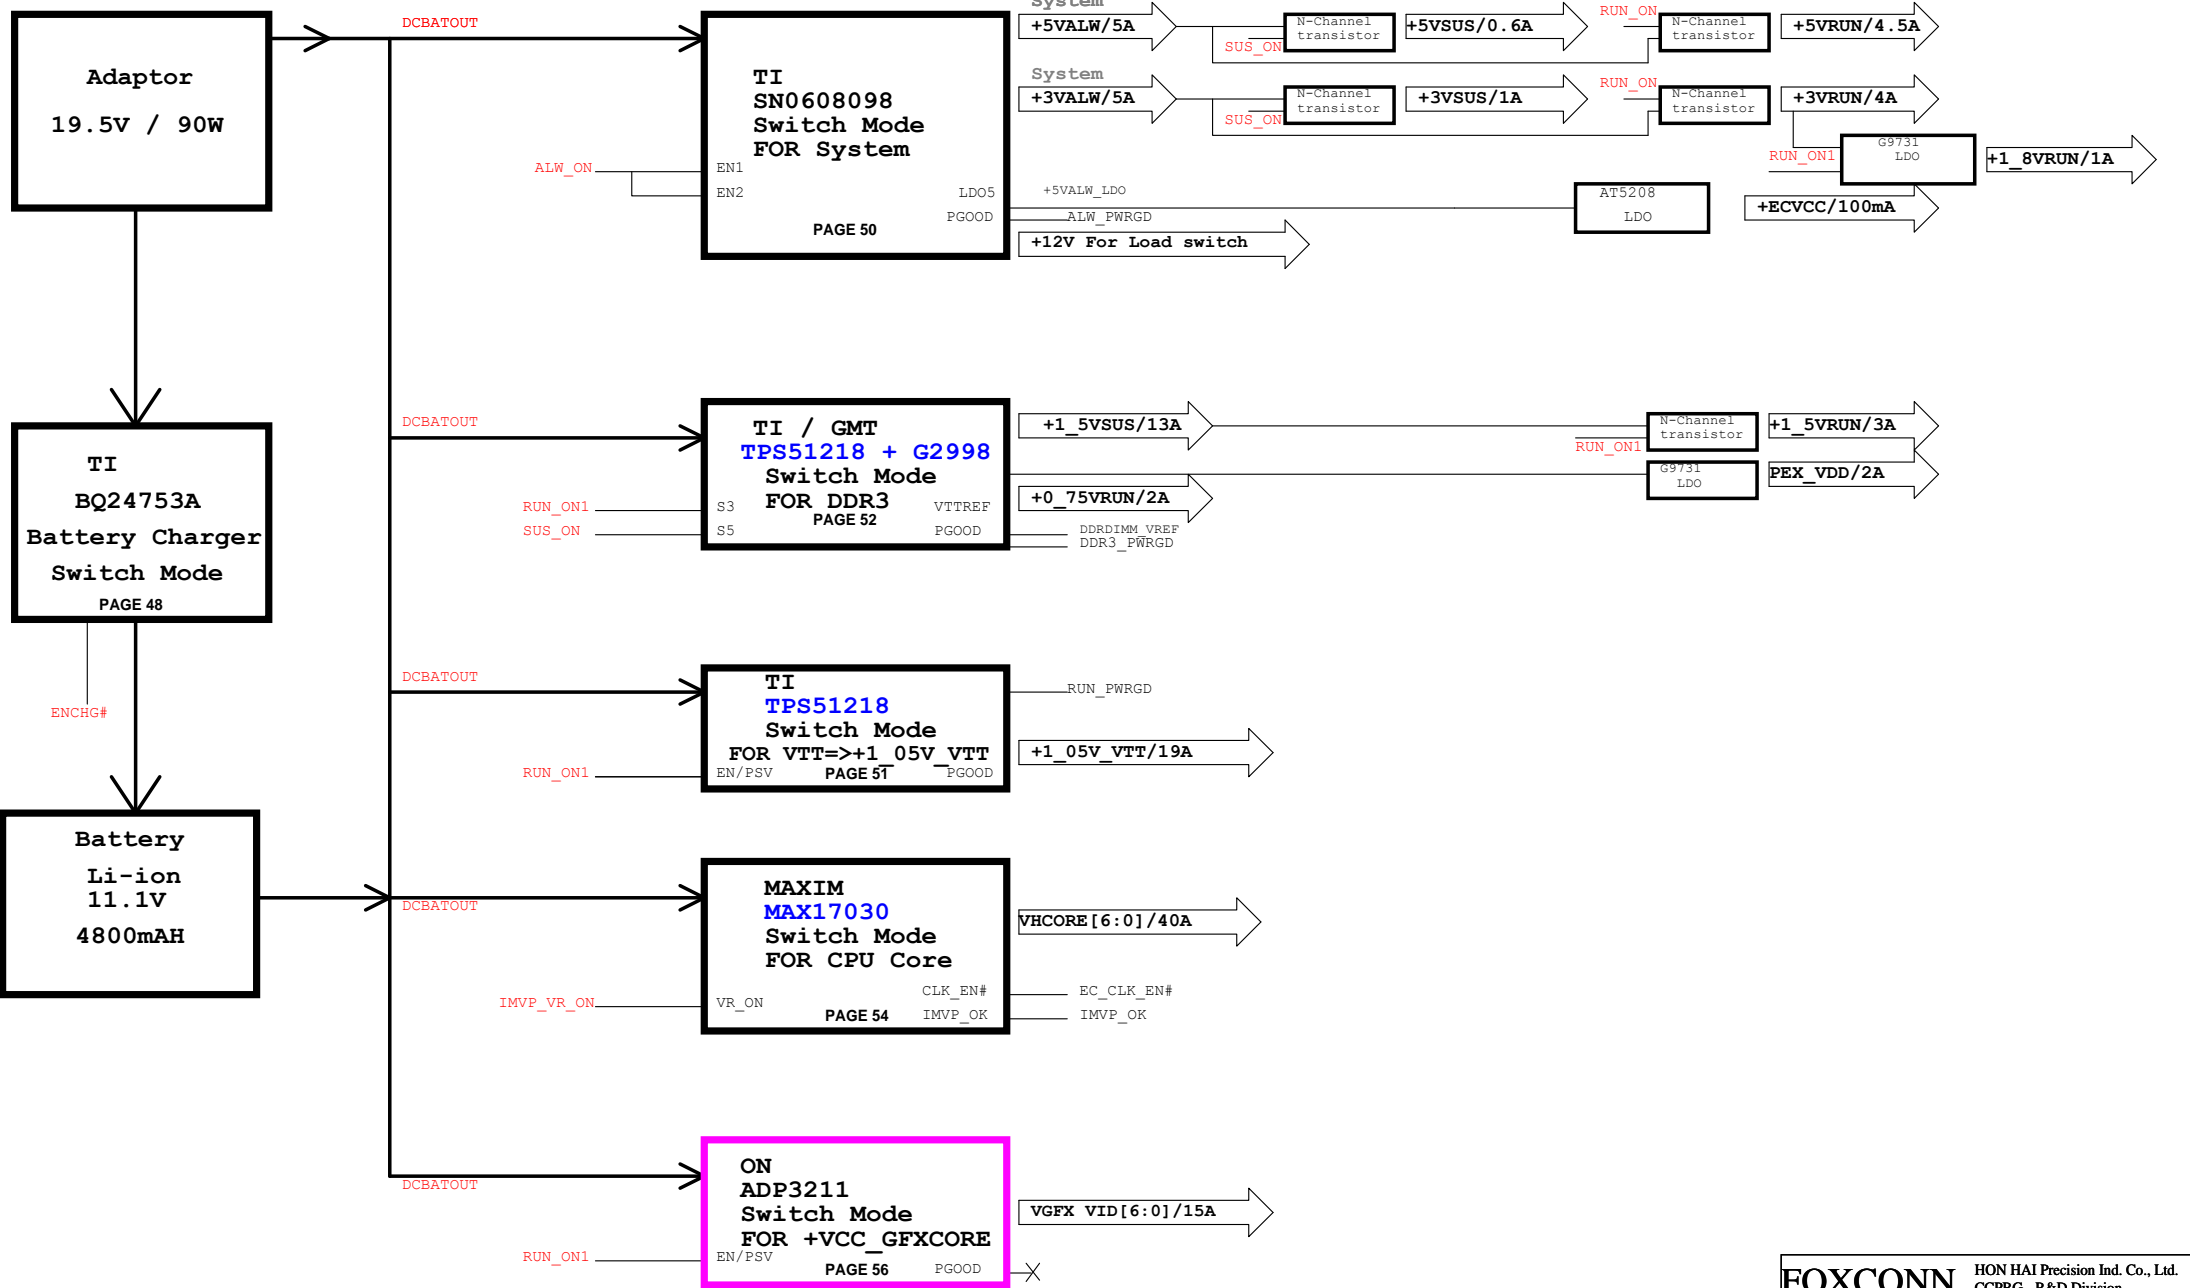 Adaptor
19.5V / 90W
TI
BQ24753A
Battery Charger
Switch Mode
PAGE 48
ENCHG#
Battery
Li-ion
11.1V
4800mAH
DCBATOUT
TI
SN0608098
Switch Mode
FOR System
ALW_ON
EN1
EN2
LDO5
PGOOD
PAGE 50
System
+5VALW/5A
SUS_ON
N-Channel
transistor
+5VSUS/0.6A
RUN_ON
N-Channel
transistor
+5VRUN/4.5A
System
+3VALW/5A
SUS_ON
N-Channel
transistor
+3VSUS/1A
RUN_ON
N-Channel
transistor
+3VRUN/4A
RUN_ON1
G9731
LDO
+1_8VRUN/1A
+5VALW_LDO
ALW_PWRGD
AT5208
LDO
+ECVCC/100mA
+12V For Load switch
DCBATOUT
TI / GMT
TPS51218 + G2998
Switch Mode
FOR DDR3
PAGE 52
RUN_ON1
S3
SUS_ON
S5
VTTREF
PGOOD
+1_5VSUS/13A
N-Channel
transistor
RUN_ON1
+1_5VRUN/3A
G9731
LDO
PEX_VDD/2A
+0_75VRUN/2A
DDRDIMM_VREF
DDR3_PWRGD
DCBATOUT
TI
TPS51218
Switch Mode
FOR VTT=>+1_05V_VTT
RUN_ON1
EN/PSV
PAGE 51
PGOOD
RUN_PWRGD
+1_05V_VTT/19A
DCBATOUT
MAXIM
MAX17030
Switch Mode
FOR CPU Core
IMVP_VR_ON
VR_ON
PAGE 54
CLK_EN#
IMVP_OK
VHCORE[6:0]/40A
EC_CLK_EN#
IMVP_OK
DCBATOUT
ON
ADP3211
Switch Mode
FOR +VCC_GFXCORE
RUN_ON1
EN/PSV
PAGE 56
PGOOD
VGFX VID[6:0]/15A
FOXCONN
HON HAI Precision Ind. Co., Ltd.
CCPBG - R&D Division